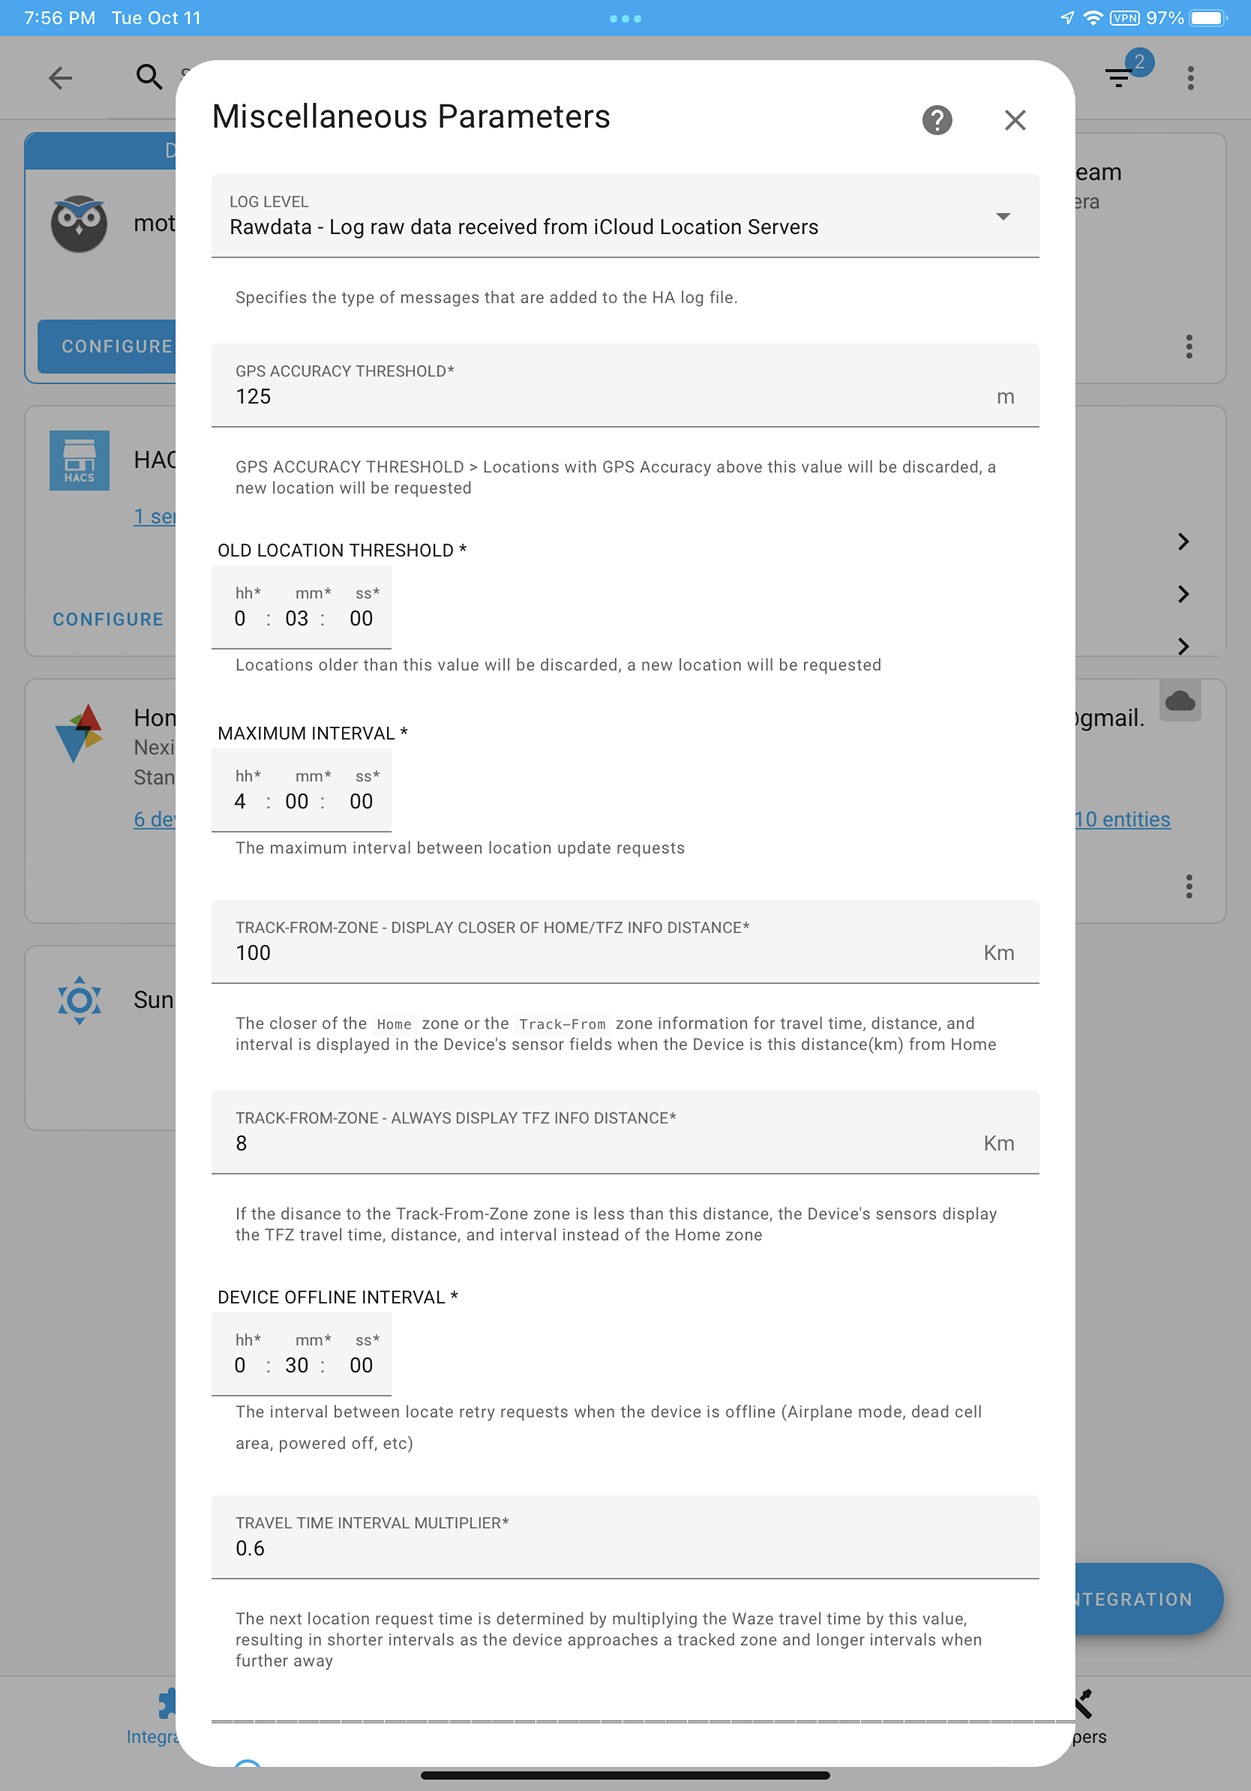 7:56 PM Tue Oct 11
VPN 97%
2
Miscellaneous Parameters
LOG LEVEL
Rawdata - Log raw data received from iCloud Location Servers
Specifies the type of messages that are added to the HA log file.
GPS ACCURACY THRESHOLD*
125 m
GPS ACCURACY THRESHOLD > Locations with GPS Accuracy above this value will be discarded, a
new location will be requested
OLD LOCATION THRESHOLD *
hh* mm* ss*
0 : 03 : 00
Locations older than this value will be discarded, a new location will be requested
MAXIMUM INTERVAL *
hh* mm* ss*
4 : 00 : 00
The maximum interval between location update requests
TRACK-FROM-ZONE - DISPLAY CLOSER OF HOME/TFZ INFO DISTANCE*
100 Km
The closer of the Home zone or the Track-From zone information for travel time, distance, and
interval is displayed in the Device's sensor fields when the Device is this distance(km) from Home
TRACK-FROM-ZONE - ALWAYS DISPLAY TFZ INFO DISTANCE*
8 Km
If the disance to the Track-From-Zone zone is less than this distance, the Device's sensors display
the TFZ travel time, distance, and interval instead of the Home zone
DEVICE OFFLINE INTERVAL *
hh* mm* ss*
0 : 30 : 00
The interval between locate retry requests when the device is offline (Airplane mode, dead cell
area, powered off, etc)
TRAVEL TIME INTERVAL MULTIPLIER*
0.6
The next location request time is determined by multiplying the Waze travel time by this value,
resulting in shorter intervals as the device approaches a tracked zone and longer intervals when
further away
mot
CONFIGURE
HACS
HAC
1 ser
CONFIGURE
Hon
Nexi
Stan
6 dev
Sun
eam
era
@gmail.
10 entities
NTEGRATION
Integra
pers